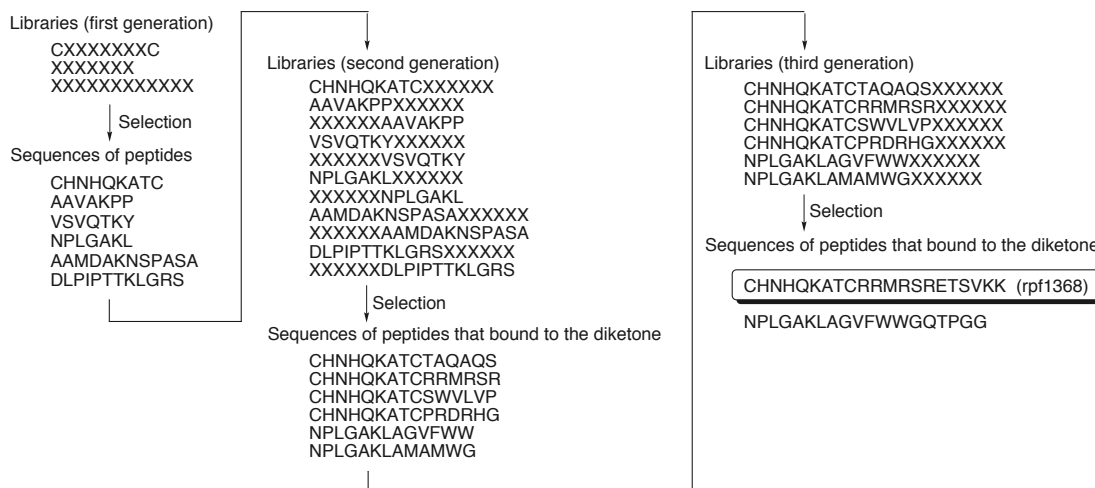 Libraries (first generation)
CXXXXXXXC
XXXXXXX
XXXXXXXXXXXX
Selection
Sequences of peptides
CHNHQKATC
AAVAKPP
VSVQTKY
NPLGAKL
AAMDAKNSPASA
DLPIPTTKLGRS
Libraries (second generation)
CHNHQKATCXXXXXX
AAVAKPPXXXXXX
XXXXXXAAVAKPP
VSVQTKYXXXXXX
XXXXXXVSVQTKY
NPLGAKLXXXXXX
XXXXXXNPLGAKL
AAMDAKNSPASAXXXXXX
XXXXXXAAMDAKNSPASA
DLPIPTTKLGRSXXXXXX
XXXXXXDLPIPTTKLGRS
Selection
Sequences of peptides that bound to the diketone
CHNHQKATCTAQAQS
CHNHQKATCRRMRSR
CHNHQKATCSWVLVP
CHNHQKATCPRDRHG
NPLGAKLAGVFWW
NPLGAKLAMAMWG
Libraries (third generation)
CHNHQKATCTAQAQSXXXXXX
CHNHQKATCRRMRSRXXXXXX
CHNHQKATCSWVLVPXXXXXX
CHNHQKATCPRDRHGXXXXXX
NPLGAKLAGVFWWXXXXXX
NPLGAKLAMAMWGXXXXXX
Selection
Sequences of peptides that bound to the diketone
CHNHQKATCRRMRSRETSVKK (rpf1368)
NPLGAKLAGVFWWGQTPGG